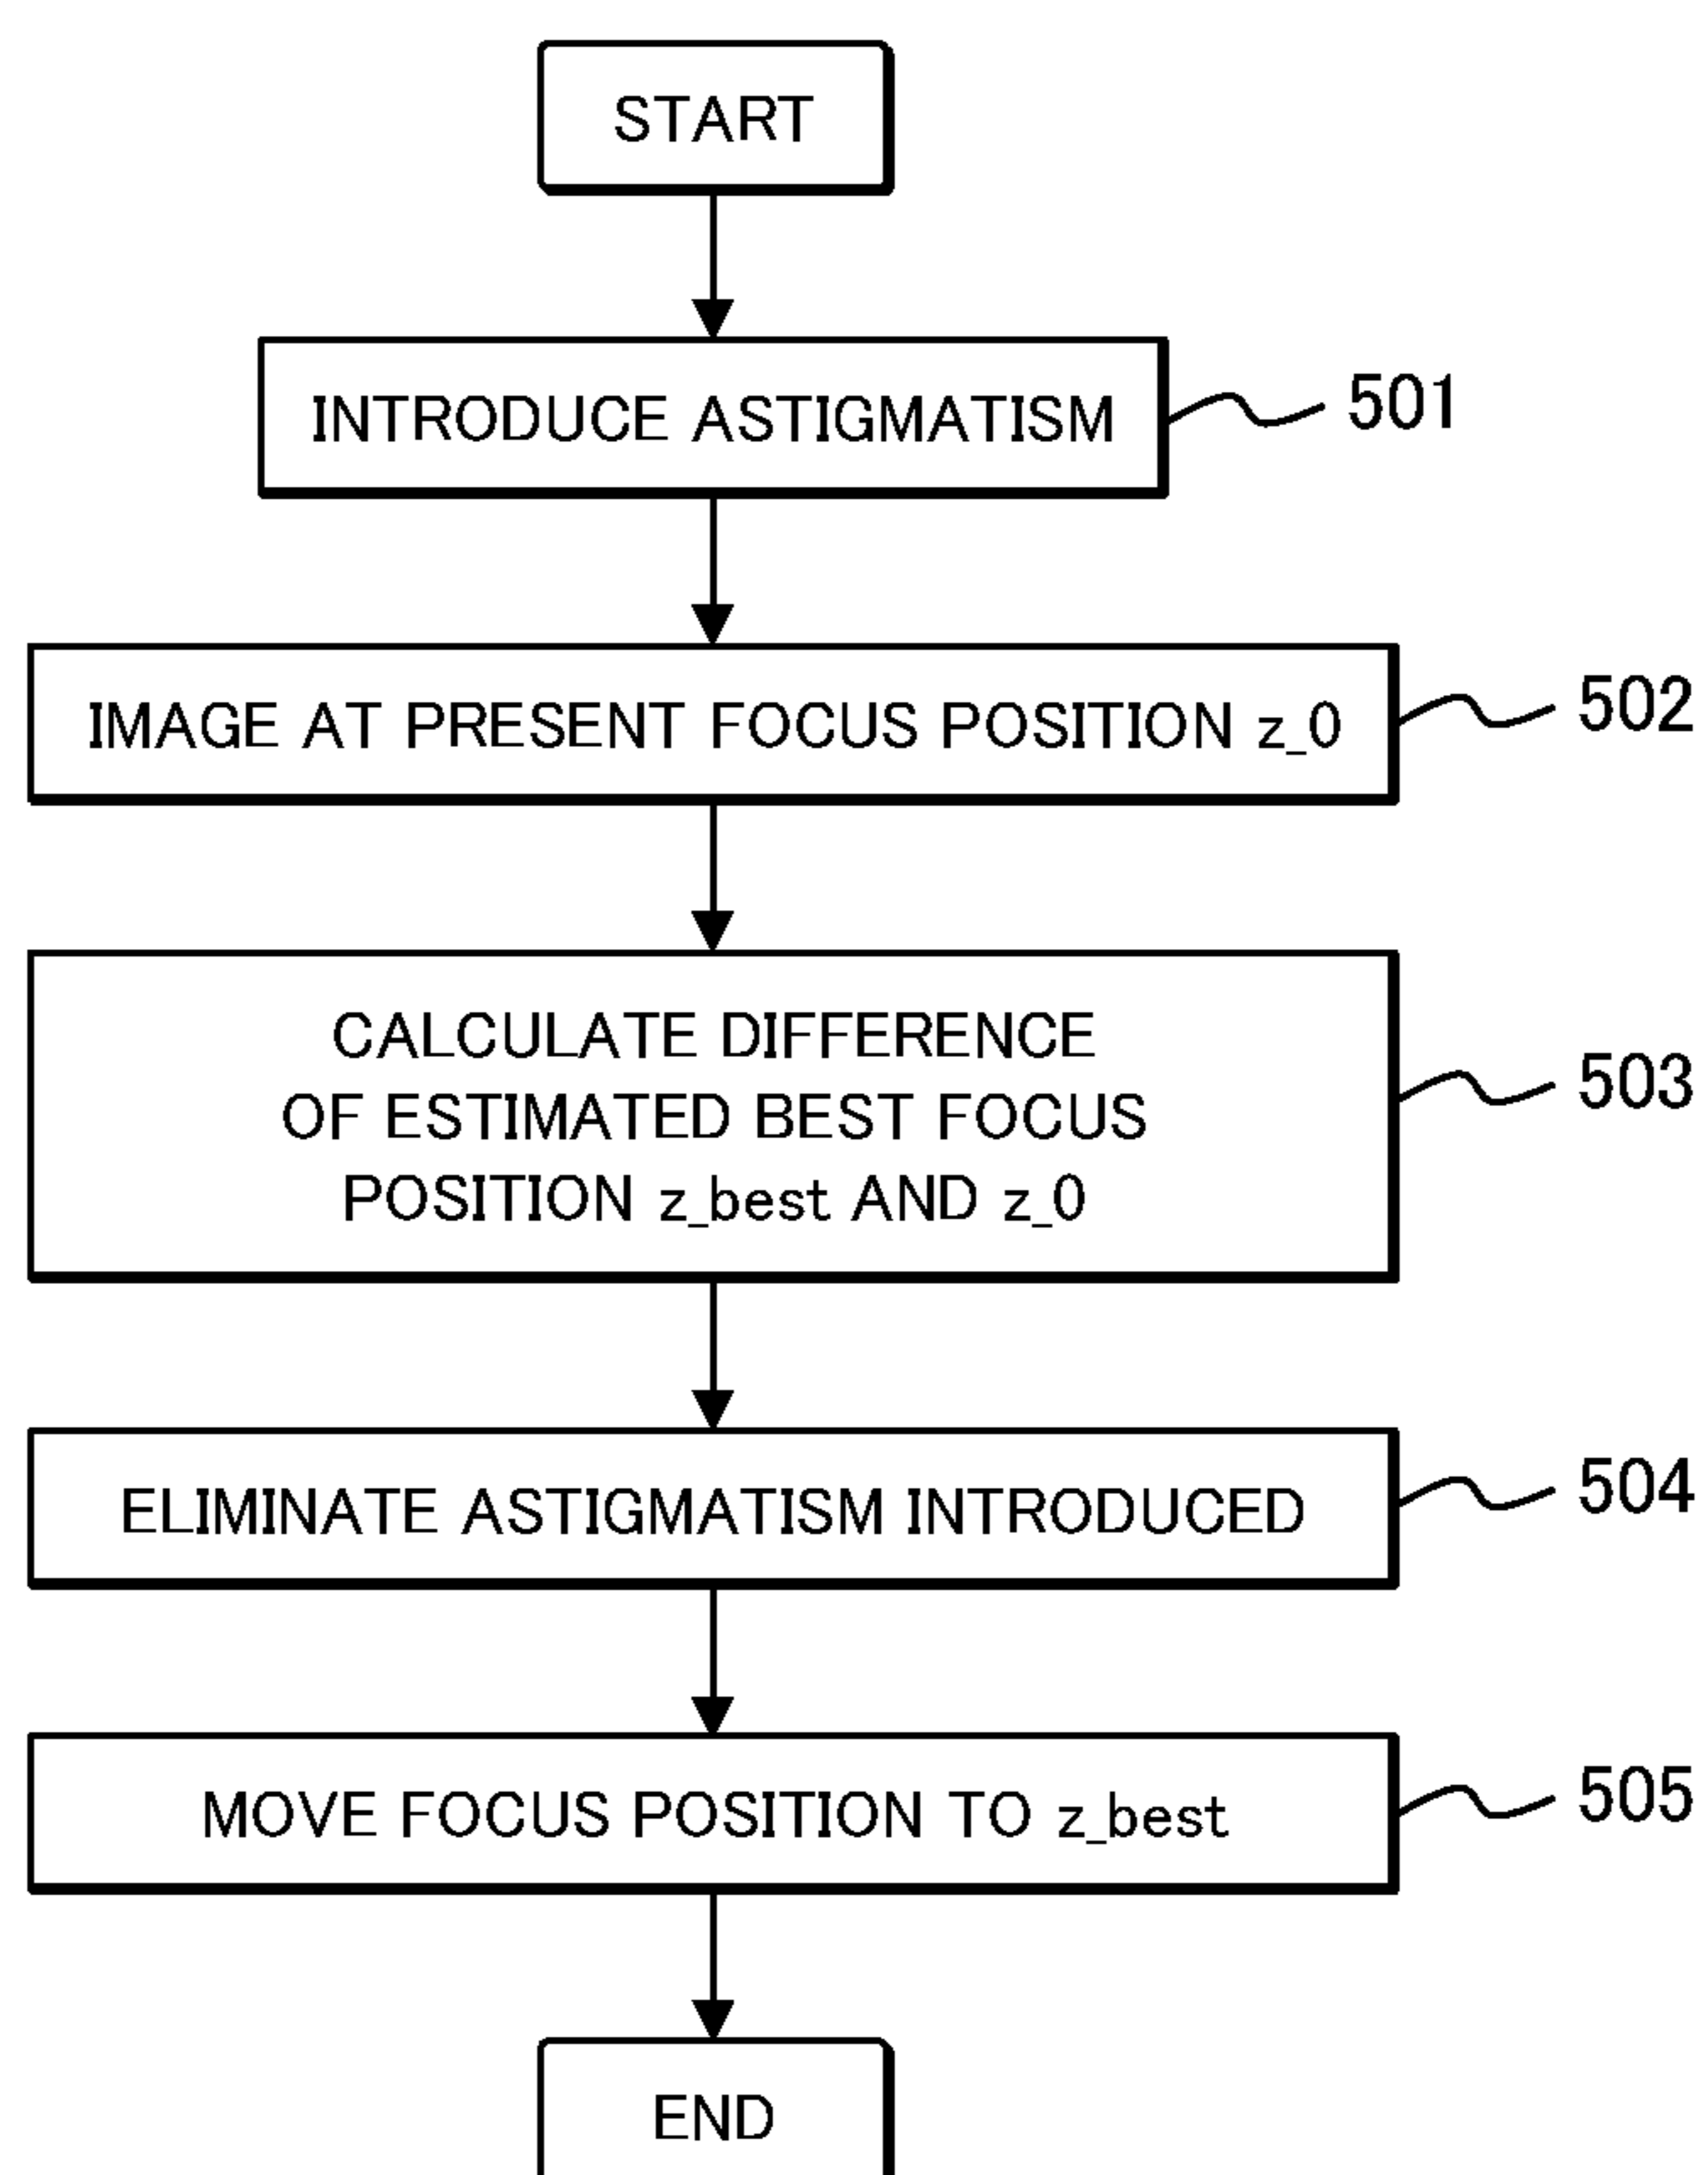 START
INTRODUCE ASTIGMATISM
501
IMAGE AT PRESENT FOCUS POSITION z_0
502
CALCULATE DIFFERENCE
OF ESTIMATED BEST FOCUS
POSITION z_best AND z_0
503
ELIMINATE ASTIGMATISM INTRODUCED
504
MOVE FOCUS POSITION TO z_best
505
END